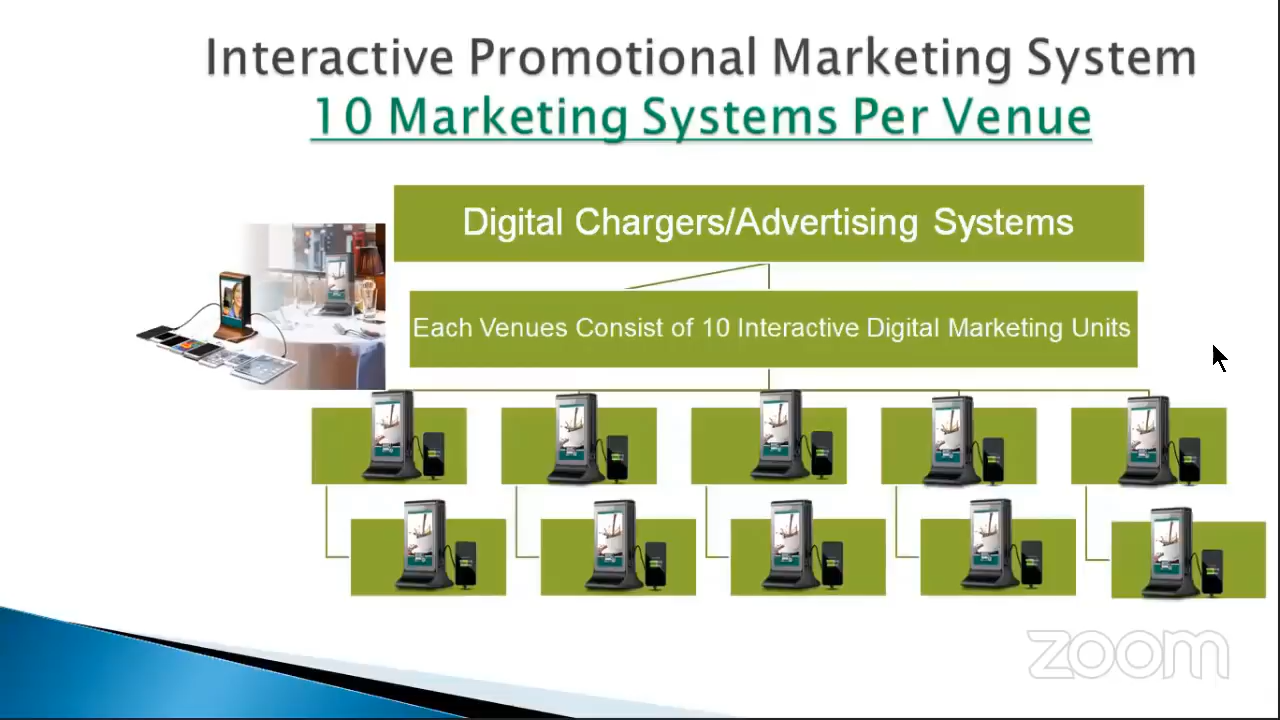 Interactive Promotional Marketing System
10 Marketing Systems Per Venue
Digital Chargers/Advertising Systems
Each Venues Consist of 10 Interactive Digital Marketing Units
zoom